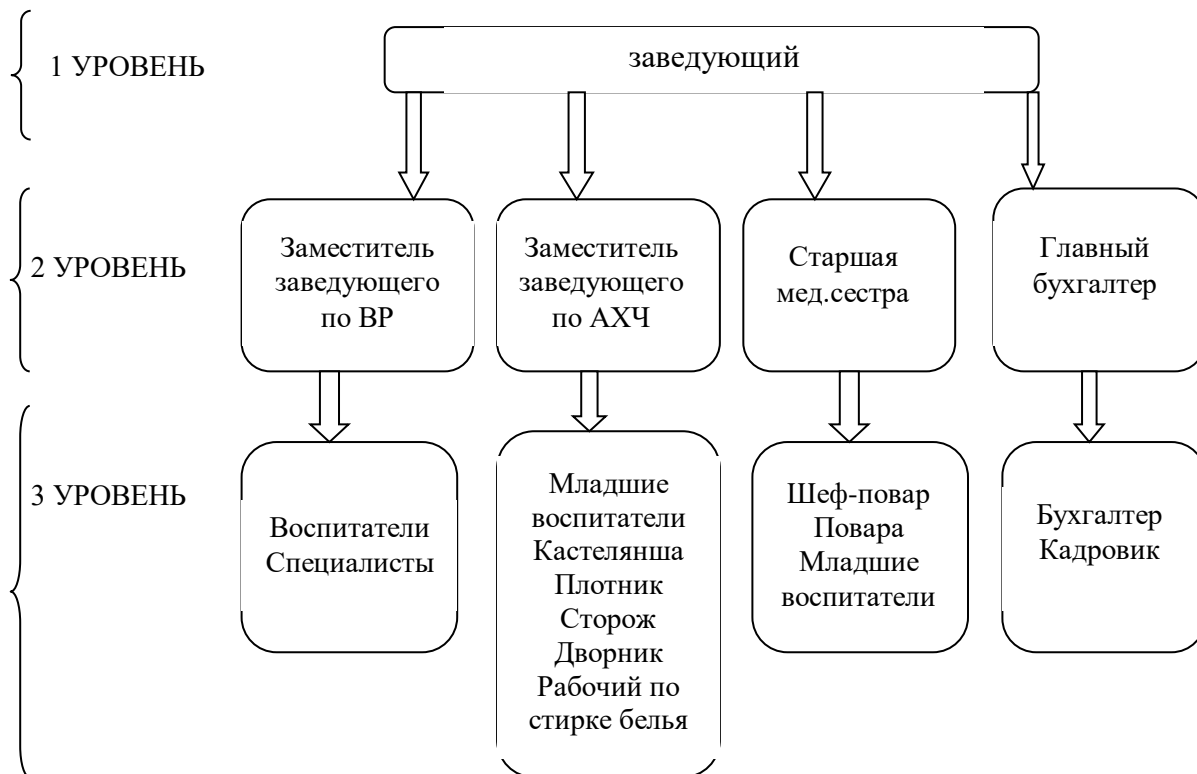 1 УРОВЕНЬ
заведующий
2 УРОВЕНЬ
Заместитель
заведующего
по ВР
Заместитель
заведующего
по АХЧ
Старшая
мед.сестра
Главный
бухгалтер
3 УРОВЕНЬ
Воспитатели
Специалисты
Младшие
воспитатели
Кастелянша
Плотник
Сторож
Дворник
Рабочий по
стирке белья
Шеф-повар
Повара
Младшие
воспитатели
Бухгалтер
Кадровик